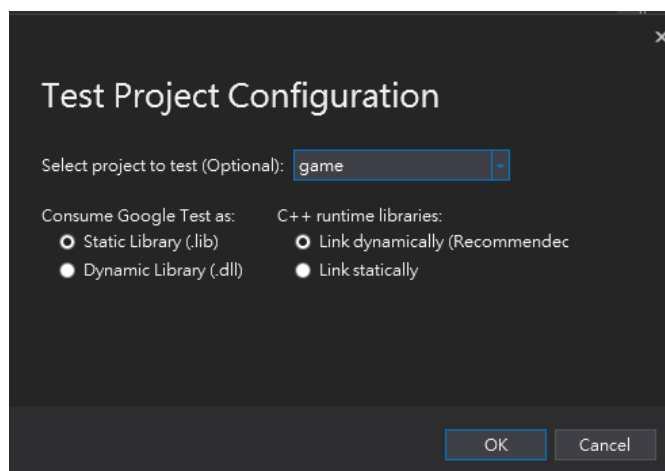 Test Project Configuration
Select project to test (Optional): game
Consume Google Test as: C++ runtime libraries:
Static Library (.lib) Link dynamically (Recommendec
Dynamic Library (.dll) Link statically
OK Cancel